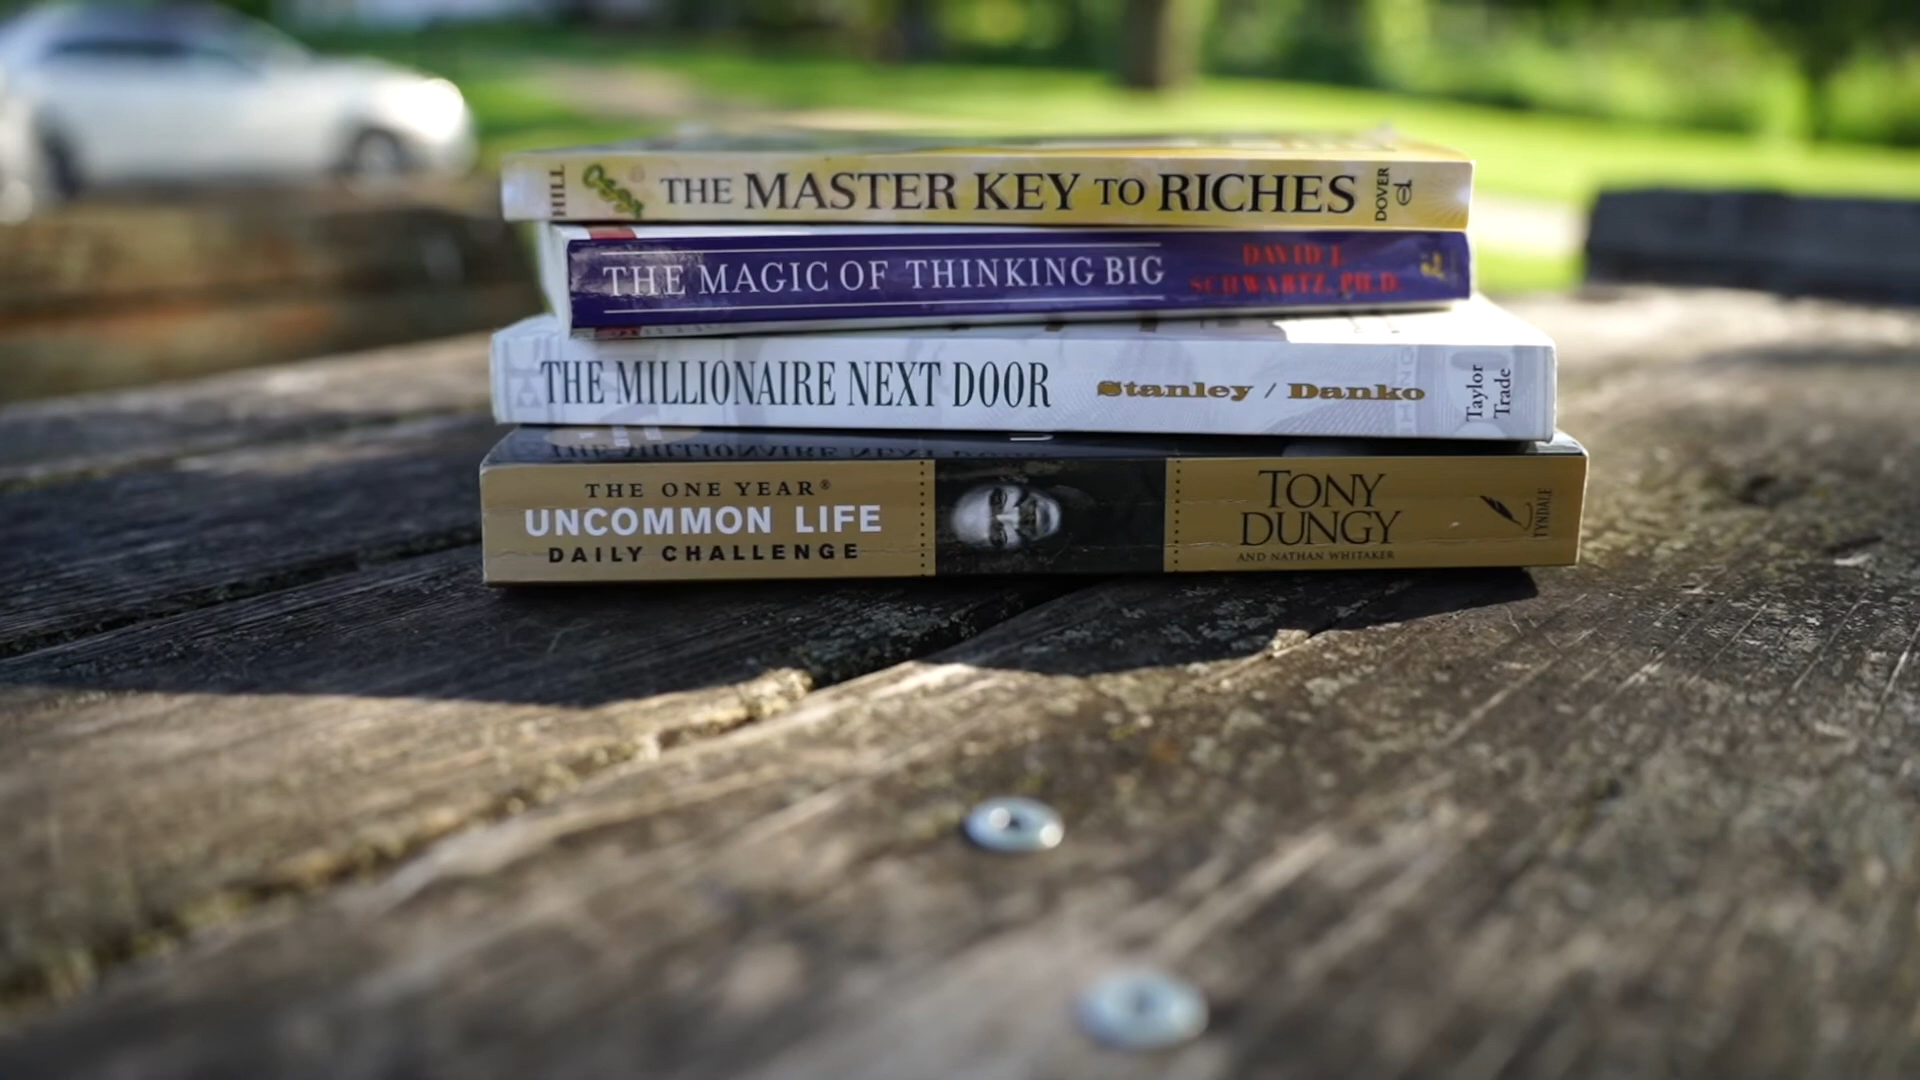 HILL
THE MASTER KEY TO RICHES
DOVER
THE MAGIC OF THINKING BIG
DAVID J.
SCHWARTZ, PH.D.
THE MILLIONAIRE NEXT DOOR
Stanley / Danko
Taylor
Trade
THE ONE YEAR®
UNCOMMON LIFE
DAILY CHALLENGE
TONY
DUNGY
AND NATHAN WHITAKER
TYNDALE